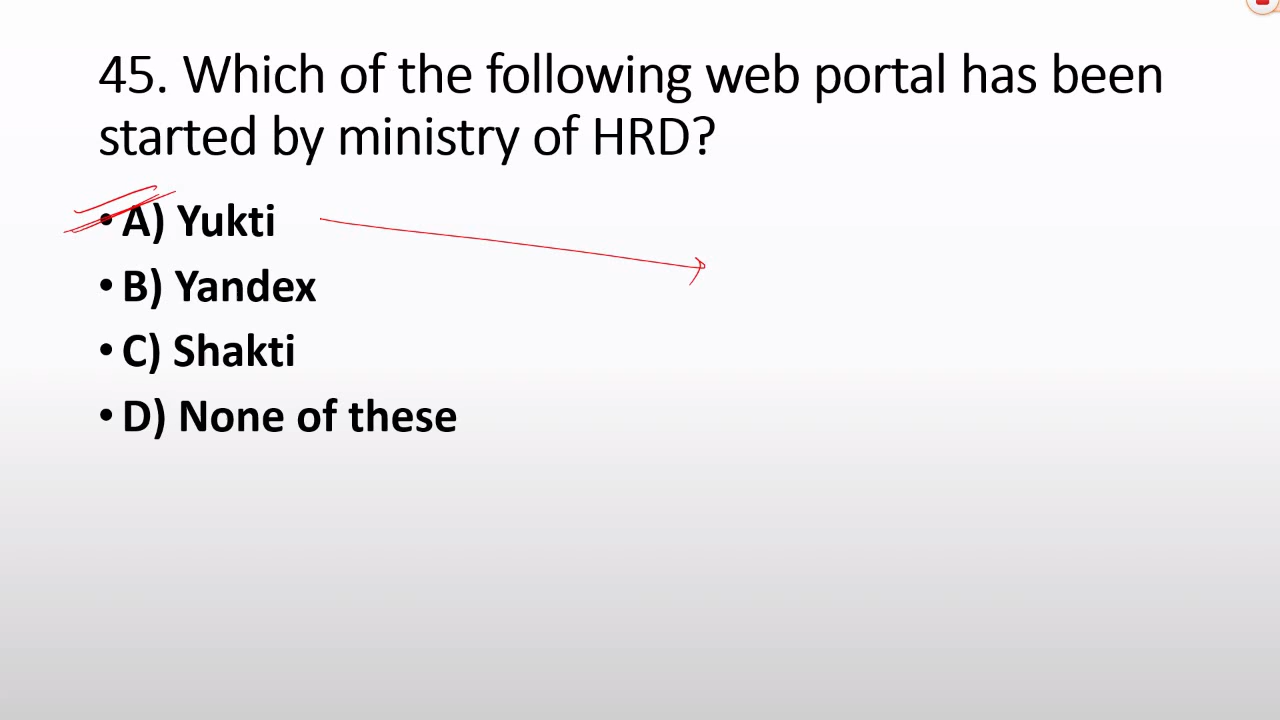 45. Which of the following web portal has been
started by ministry of HRD?
• A) Yukti
• B) Yandex
• C) Shakti
• D) None of these